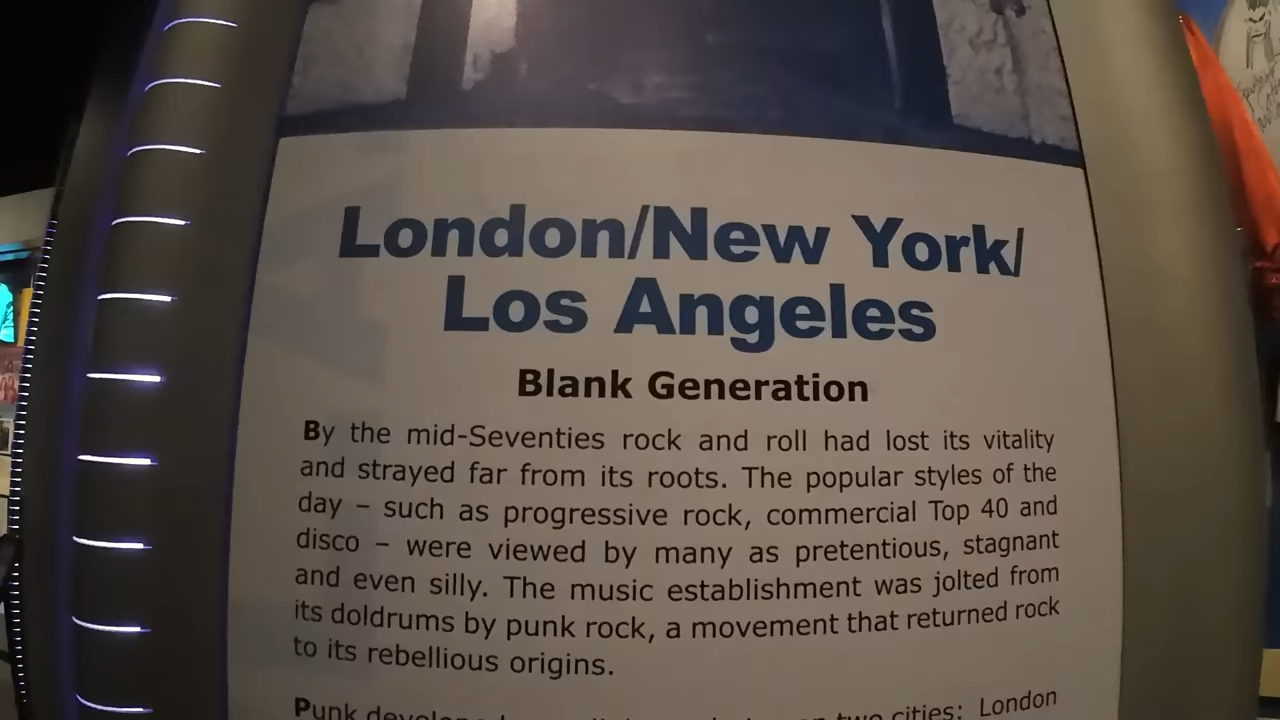 London/New York/
Los Angeles
Blank Generation
By the mid-Seventies rock and roll had lost its vitality
and strayed far from its roots. The popular styles of the
day – such as progressive rock, commercial Top 40 and
disco – were viewed by many as pretentious, stagnant
and even silly. The music establishment was jolted from
its doldrums by punk rock, a movement that returned rock
to its rebellious origins.
Punk two cities: London